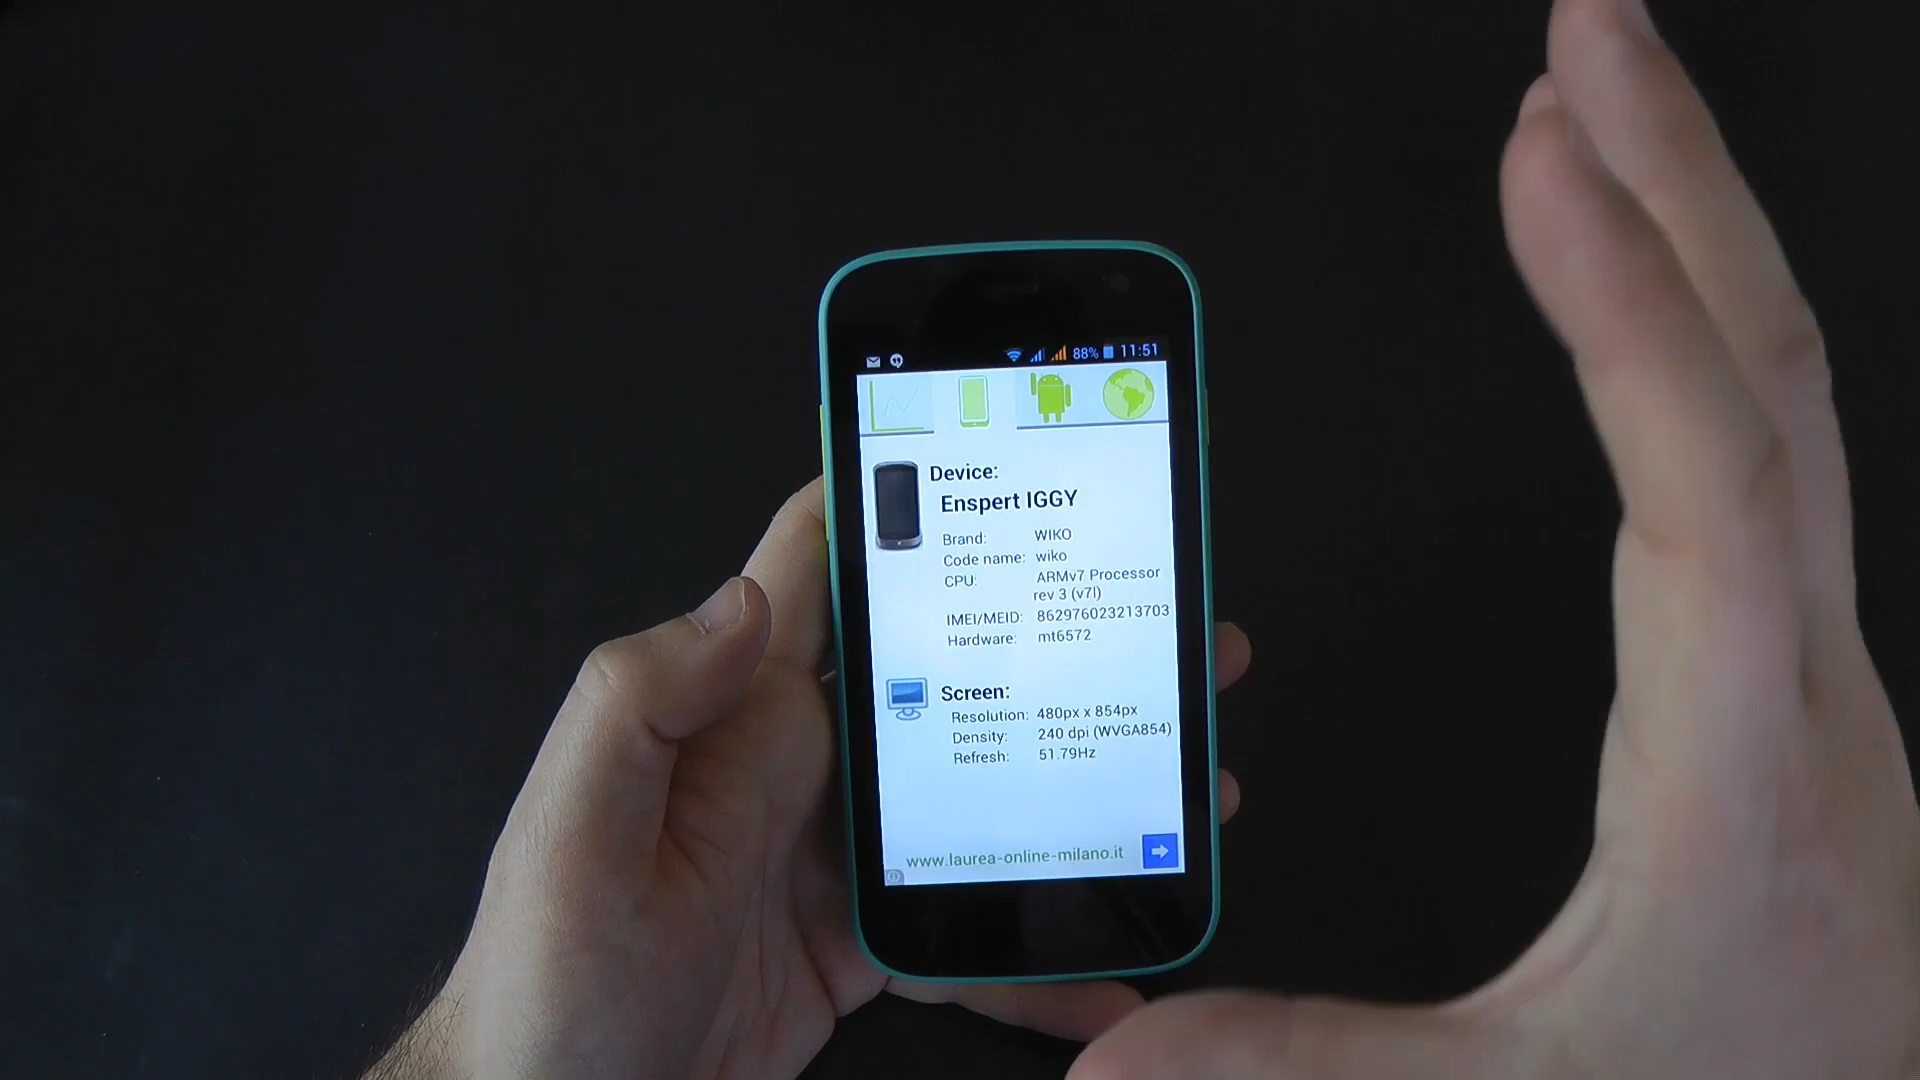 88% 11:51
Device:
Enspert IGGY
Brand: WIKO
Code name: wiko
CPU: ARMv7 Processor
rev 3 (v7l)
IMEI/MEID: 862976023213703
Hardware: mt6572
Screen:
Resolution: 480px x 854px
Density: 240 dpi (WVGA854)
Refresh: 51.79Hz
www.laurea-online-milano.it